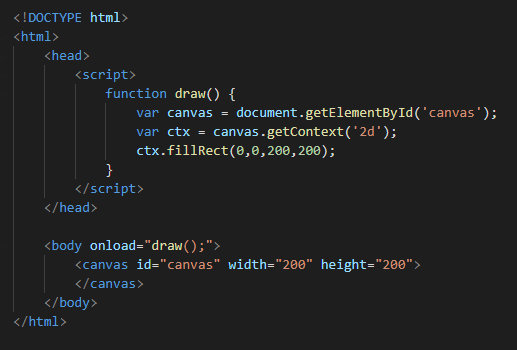 <!DOCTYPE html>
<html>
<head>
<script>
function draw() {
var canvas = document.getElementById('canvas');
var ctx = canvas.getContext('2d');
ctx.fillRect(0,0,200,200);
}
</script>
</head>
<body onload="draw();">
<canvas id="canvas" width="200" height="200">
</canvas>
</body>
</html>